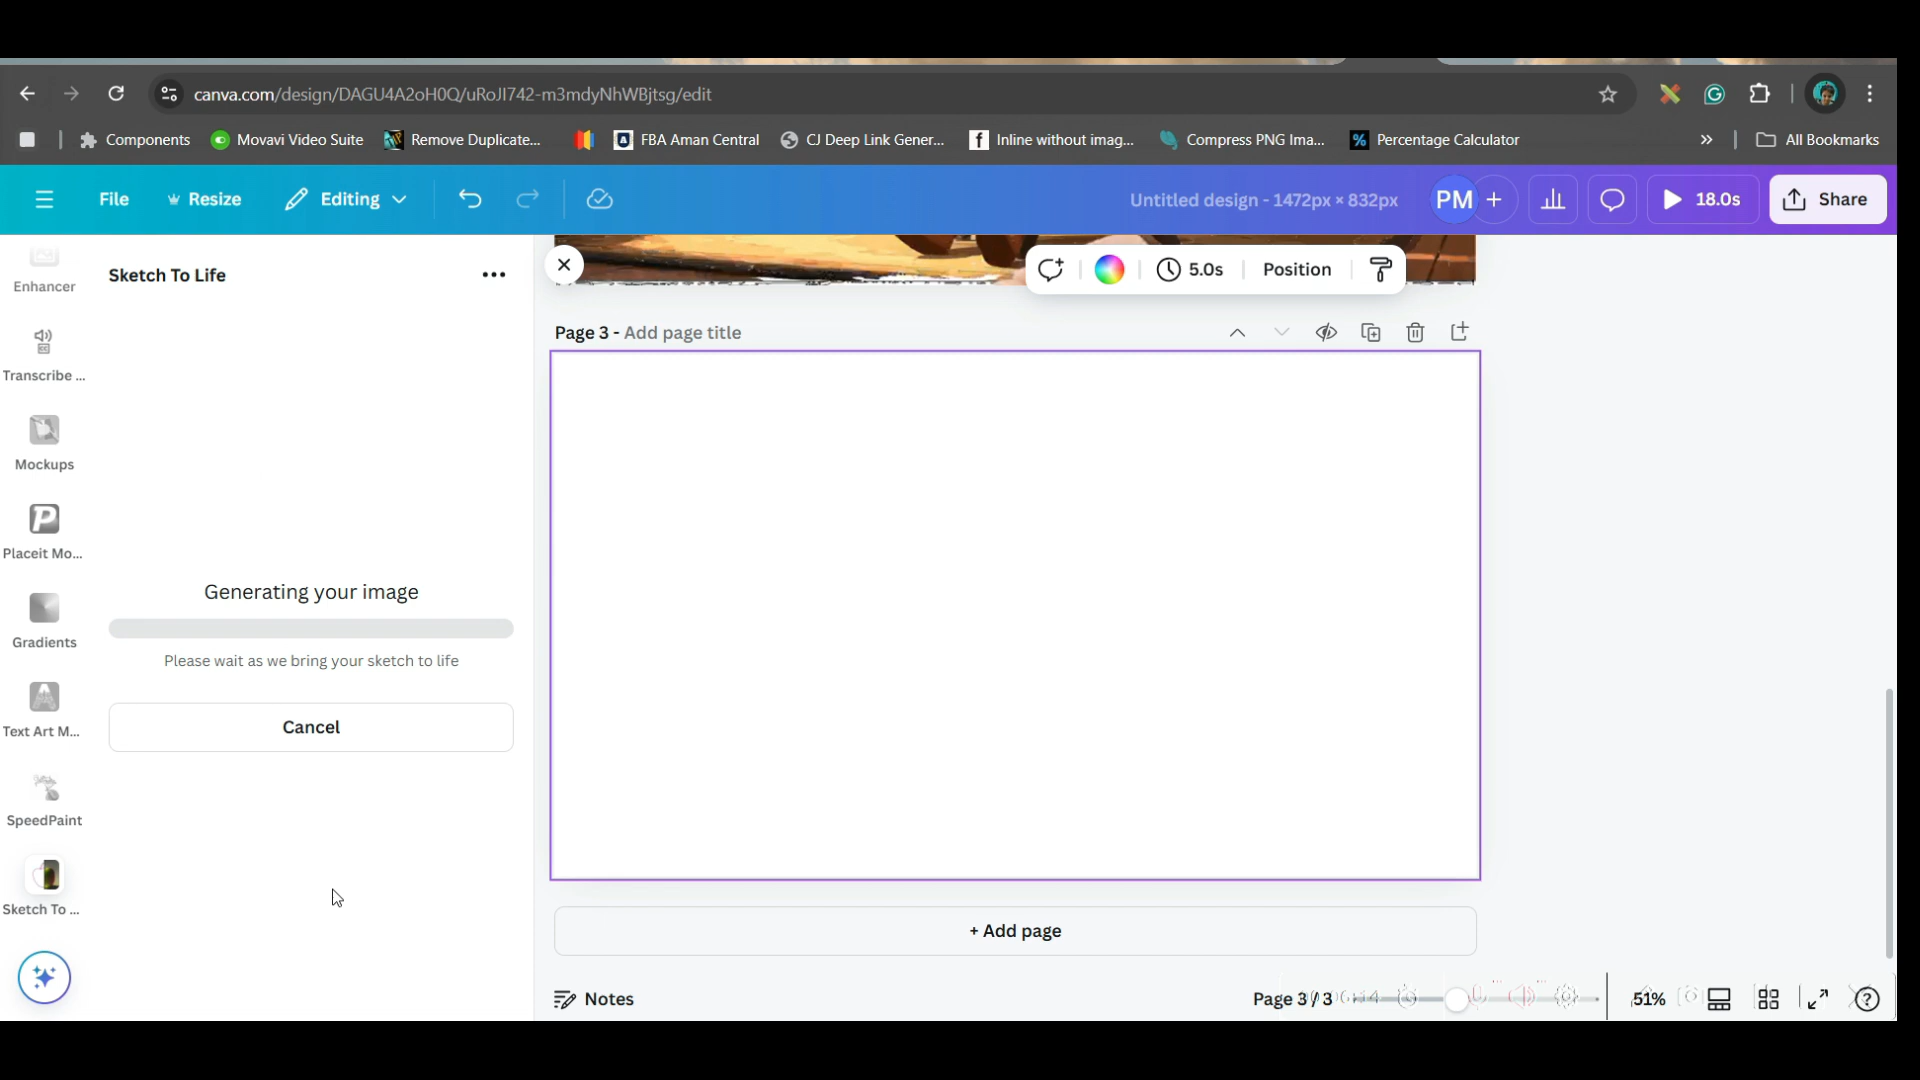 canva.com/design/DAGU4A2oH0Q/uRoJI742-m3mdyNhWBjtsg/edit
Components
Movavi Video Suite
Remove Duplicate...
FBA Aman Central
CJ Deep Link Gener...
Inline without imag...
Compress PNG Ima...
Percentage Calculator
»
All Bookmarks
File
Resize
Editing
Untitled design - 1472px × 832px
PM
+
18.0s
Share
Enhancer
Transcribe ...
Mockups
Placeit Mo...
Gradients
Text Art M...
SpeedPaint
Sketch To ...
Sketch To Life
Generating your image
Please wait as we bring your sketch to life
Cancel
5.0s
Position
Page 3 - Add page title
+ Add page
Notes
Page 3 / 3
51%